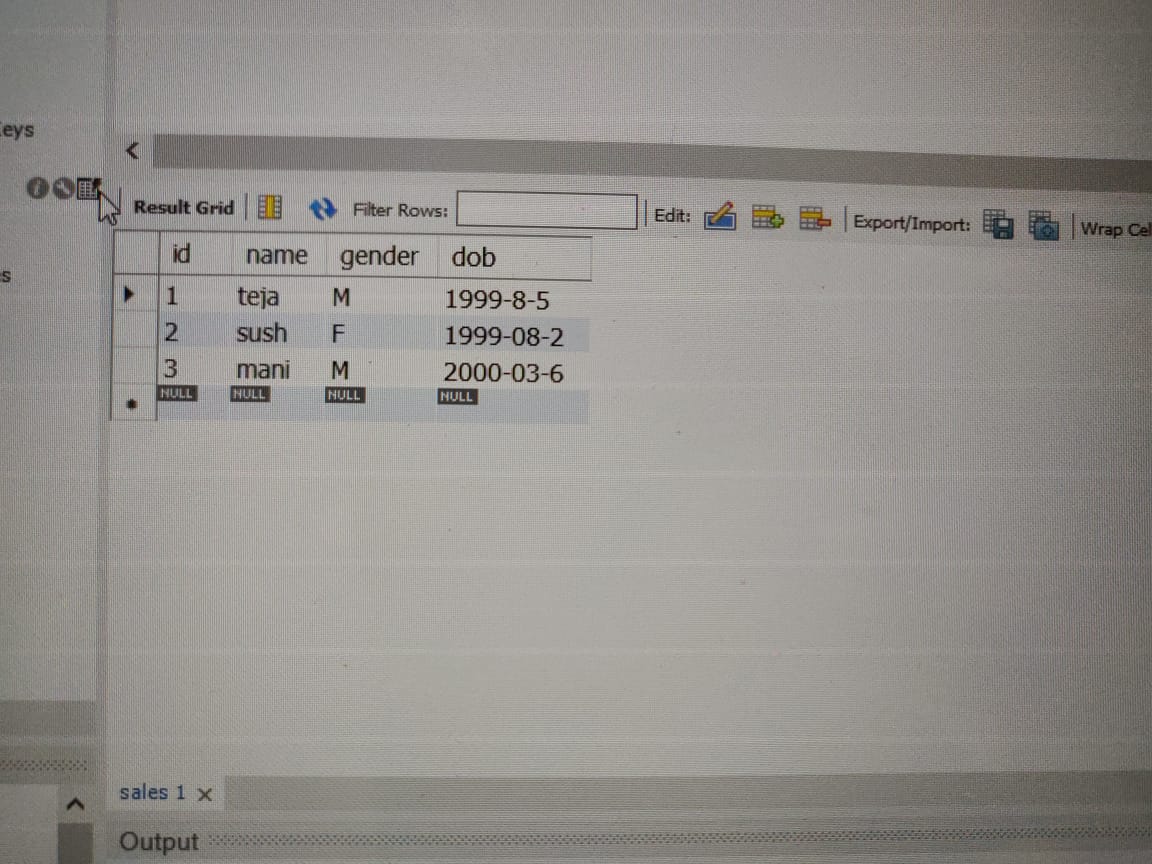 eys
Result Grid Filter Rows: Edit: Export/Import: Wrap Cel
id name gender dob
s
1 teja M 1999-8-5
2 sush F 1999-08-2
3 mani M 2000-03-6
NULL NULL NULL NULL
sales 1
Output